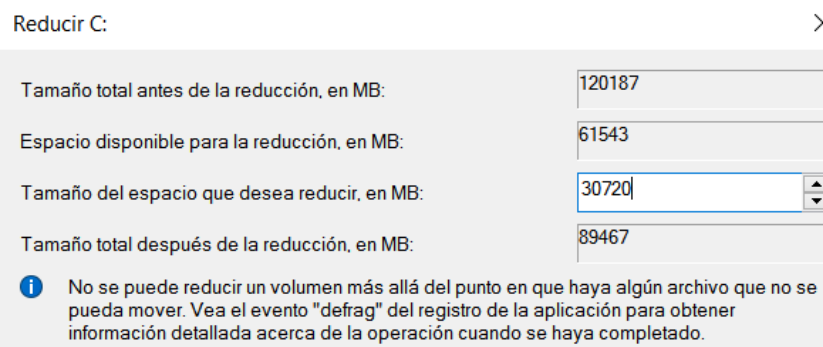 Reducir C:
Tamaño total antes de la reducción, en MB: 120187
Espacio disponible para la reducción, en MB: 61543
Tamaño del espacio que desea reducir, en MB: 30720
Tamaño total después de la reducción, en MB: 89467
No se puede reducir un volumen más allá del punto en que haya algún archivo que no se
pueda mover. Vea el evento "defrag" del registro de la aplicación para obtener
información detallada acerca de la operación cuando se haya completado.